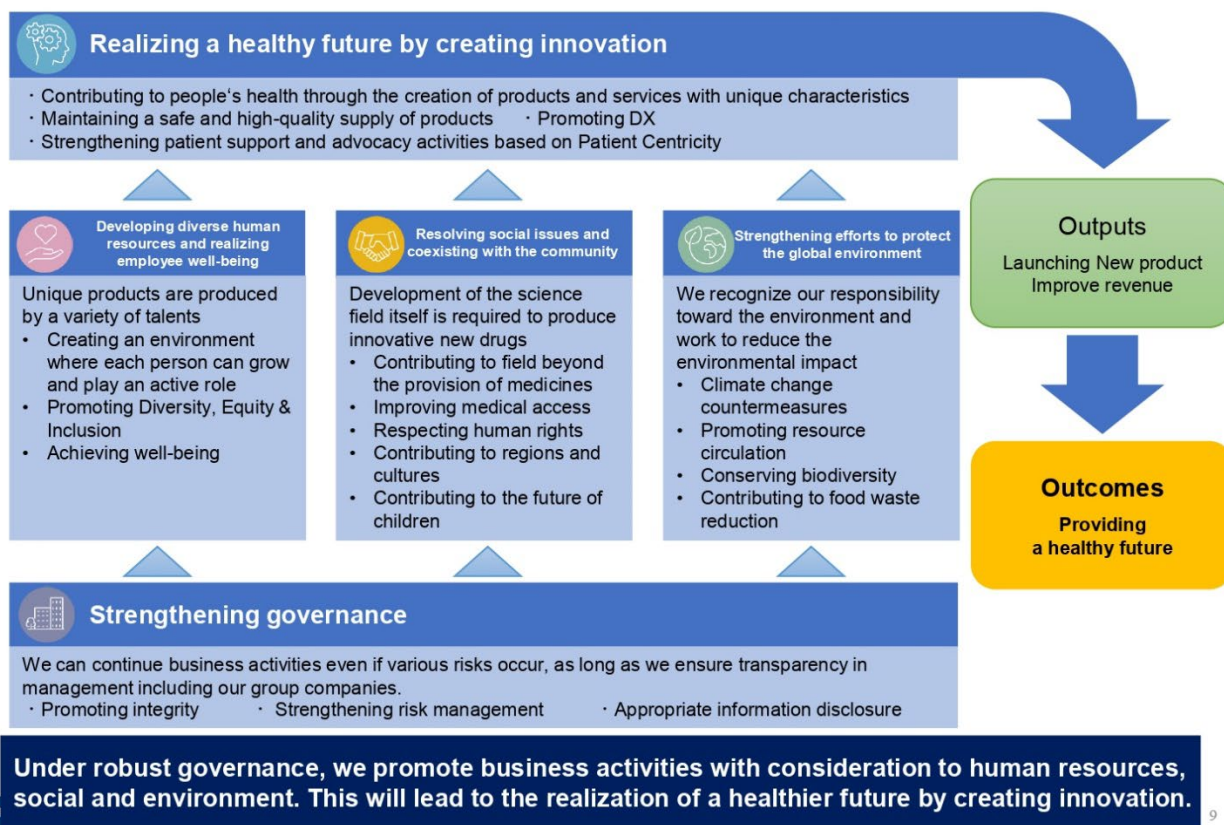 Realizing a healthy future by creating innovation
・Contributing to people‘s health through the creation of products and services with unique characteristics
・Maintaining a safe and high-quality supply of products ・Promoting DX
・Strengthening patient support and advocacy activities based on Patient Centricity
Developing diverse human
resources and realizing
employee well-being
Unique products are produced
by a variety of talents
• Creating an environment
where each person can grow
and play an active role
• Promoting Diversity, Equity &
Inclusion
• Achieving well-being
Resolving social issues and
coexisting with the community
Development of the science
field itself is required to produce
innovative new drugs
• Contributing to field beyond
the provision of medicines
• Improving medical access
• Respecting human rights
• Contributing to regions and
cultures
• Contributing to the future of
children
Strengthening efforts to protect
the global environment
We recognize our responsibility
toward the environment and
work to reduce the
environmental impact
• Climate change
countermeasures
• Promoting resource
circulation
• Conserving biodiversity
• Contributing to food waste
reduction
Outputs
Launching New product
Improve revenue
Outcomes
Providing
a healthy future
Strengthening governance
We can continue business activities even if various risks occur, as long as we ensure transparency in
management including our group companies.
・Promoting integrity ・Strengthening risk management ・Appropriate information disclosure
Under robust governance, we promote business activities with consideration to human resources,
social and environment. This will lead to the realization of a healthier future by creating innovation.
9